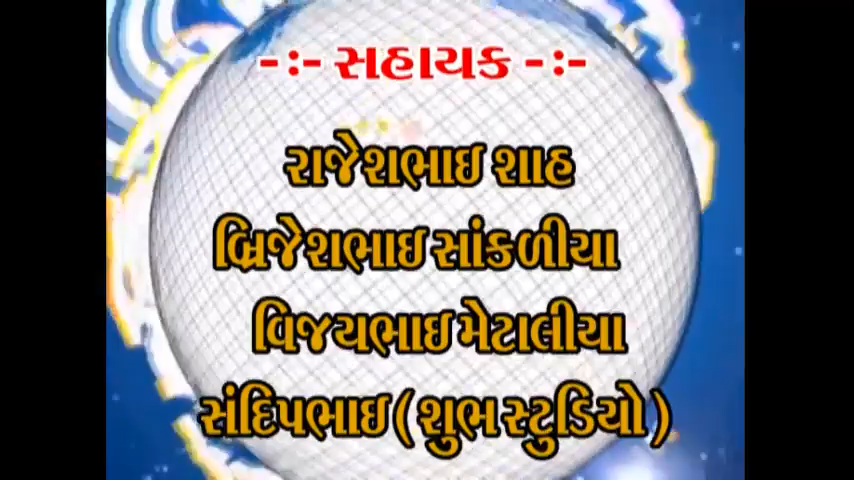 -ઃ- સહાયક -ઃ-
રાજેશભાઇ શાહ
બ્રિજેશભાઇ સાંકળીયા
વિજયભાઇ મેટાલીયા
સંદિપભાઇ ( શુભ સ્ટુડિયો )